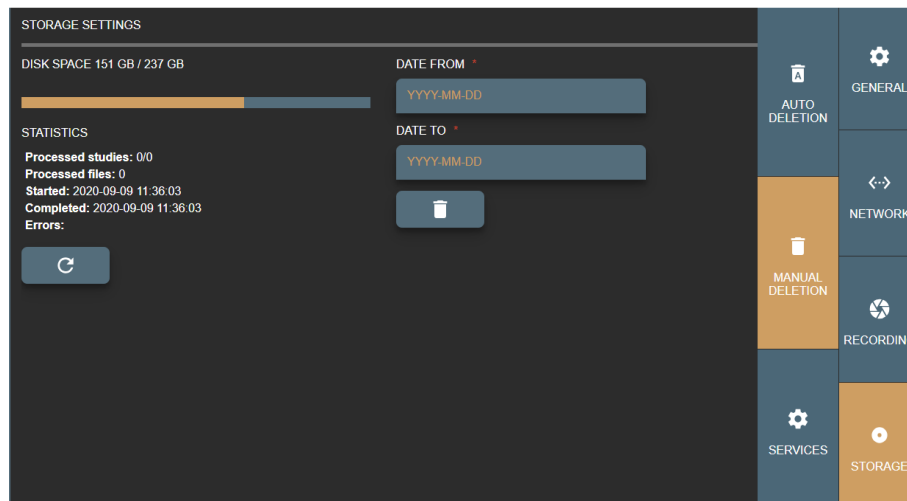 STORAGE SETTINGS
DISK SPACE 151 GB / 237 GB
STATISTICS
Processed studies: 0/0
Processed files: 0
Started: 2020-09-09 11:36:03
Completed: 2020-09-09 11:36:03
Errors:
DATE FROM *
YYYY-MM-DD
DATE TO *
YYYY-MM-DD
A
AUTO
DELETION
MANUAL
DELETION
SERVICES
GENERAL
NETWORK
RECORDIN
STORAGE